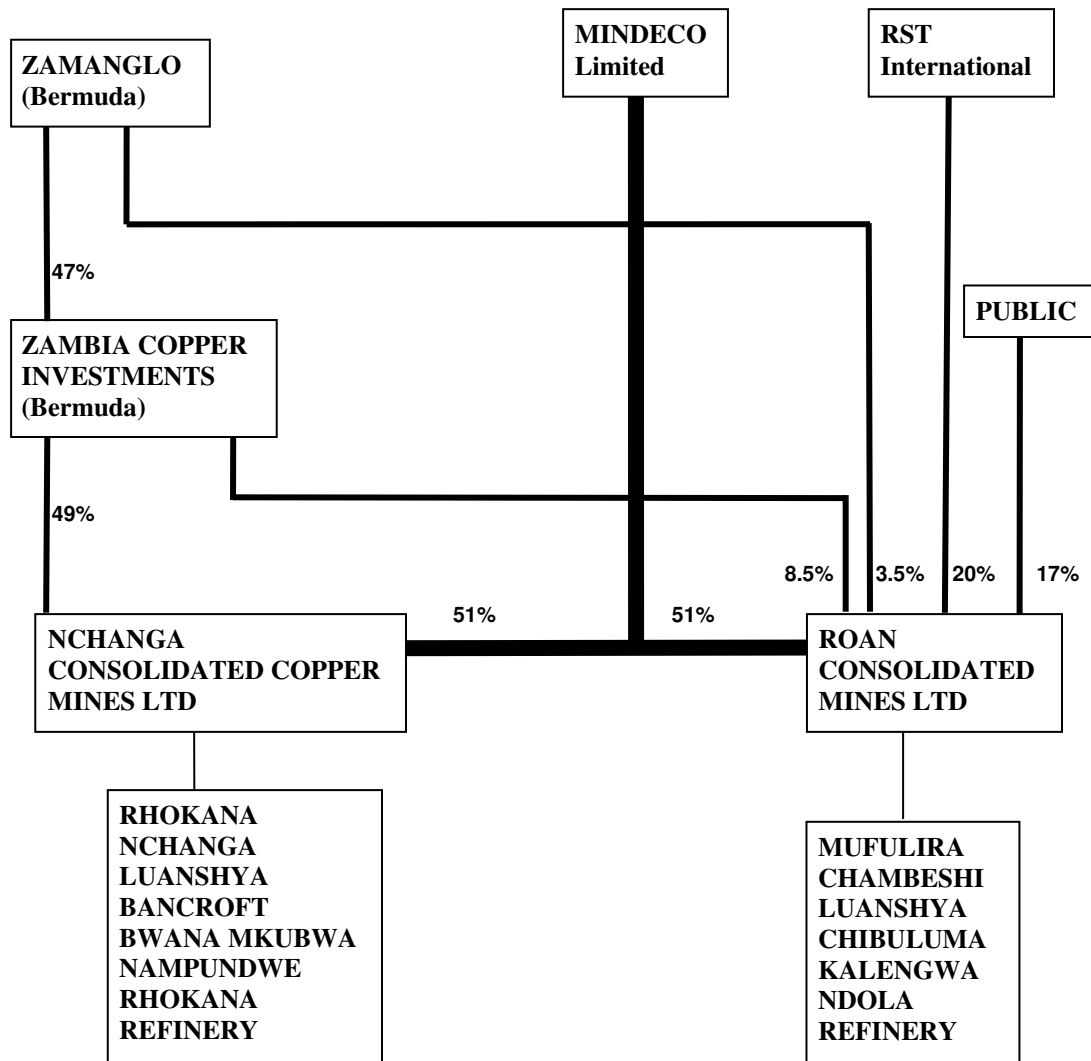 ZAMANGLO
(Bermuda)
MINDECO
Limited
RST
International
47%
PUBLIC
ZAMBIA COPPER
INVESTMENTS
(Bermuda)
49%
8.5%
3.5%
20%
17%
51%
51%
NCHANGA
CONSOLIDATED COPPER
MINES LTD
ROAN
CONSOLIDATED
MINES LTD
RHOKANA
NCHANGA
LUANSHYA
BANCROFT
BWANA MKUBWA
NAMPUNDWE
RHOKANA
REFINERY
MUFULIRA
CHAMBESHI
LUANSHYA
CHIBULUMA
KALENGWA
NDOLA
REFINERY